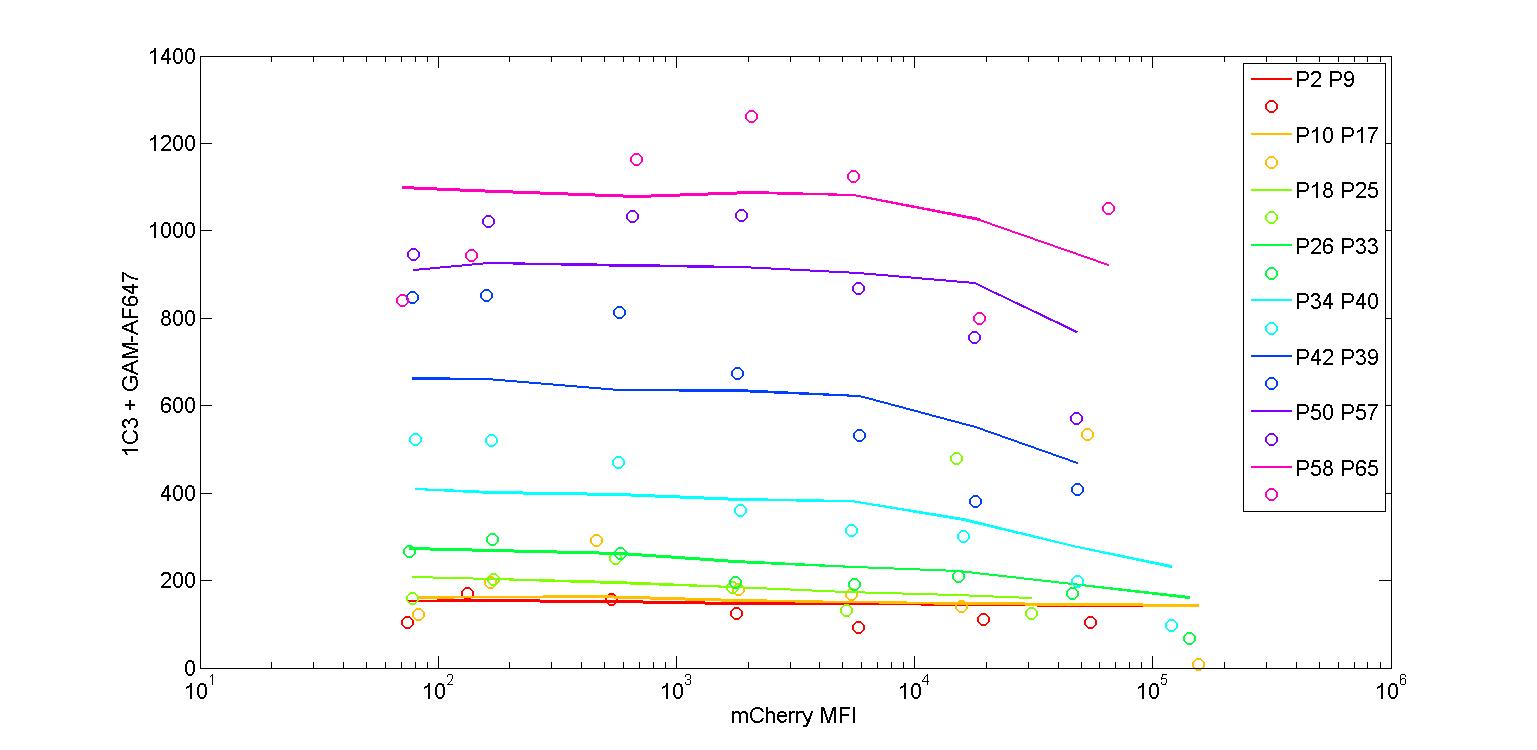 1400
1200
1000
800
600
400
200
0
1C3 + GAM-AF647
10^1
10^2
10^3
10^4
10^5
10^6
mCherry MFI
P2 P9
P10 P17
P18 P25
P26 P33
P34 P40
P42 P39
P50 P57
P58 P65